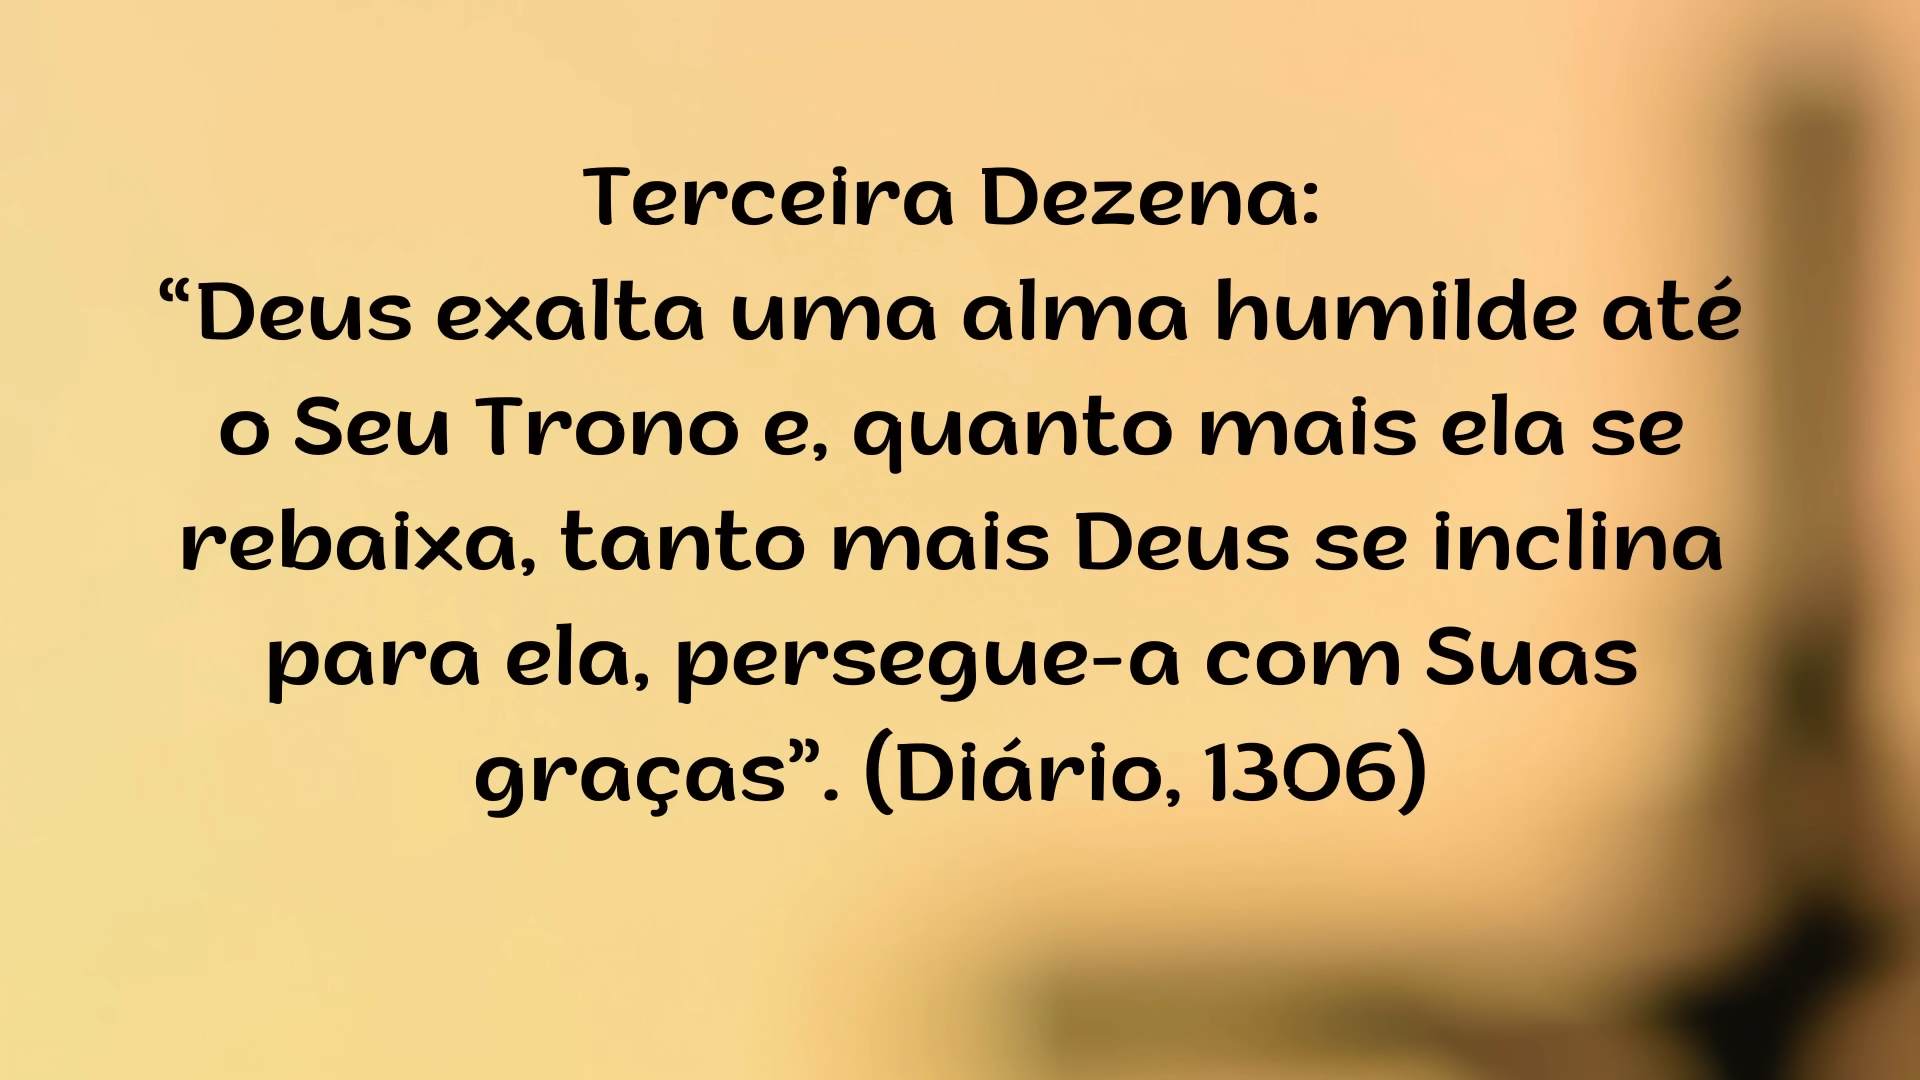 Terceira Dezena:
“Deus exalta uma alma humilde até
o Seu Trono e, quanto mais ela se
rebaixa, tanto mais Deus se inclina
para ela, persegue-a com Suas
graças”. (Diário, 1306)